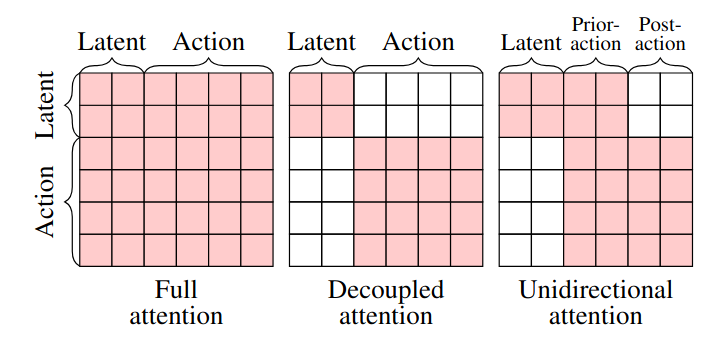 Latent Action
Latent Action
Latent Prior-action Post-action
Latent
Action
Full
attention
Decoupled
attention
Unidirectional
attention